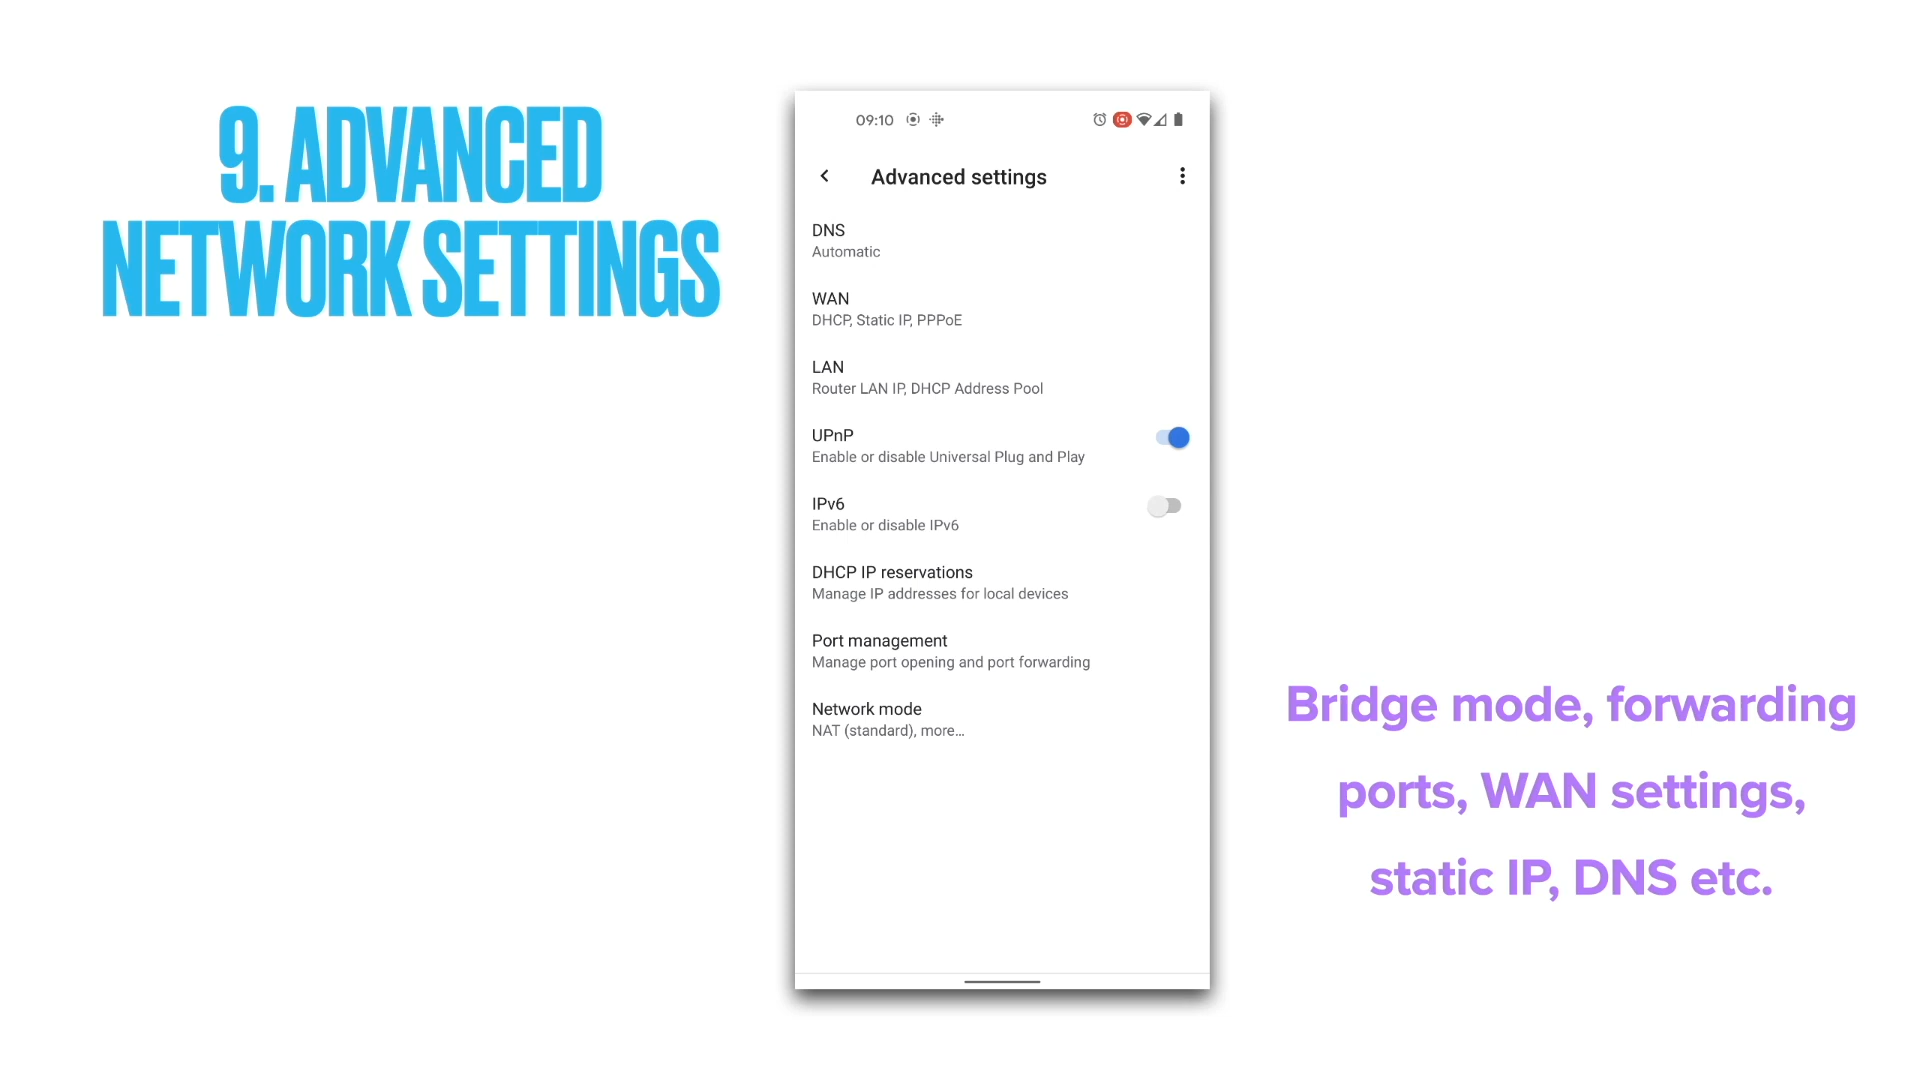 9. ADVANCED
NETWORK SETTINGS
09:10
Advanced settings
DNS
Automatic
WAN
DHCP, Static IP, PPPoE
LAN
Router LAN IP, DHCP Address Pool
UPnP
Enable or disable Universal Plug and Play
IPv6
Enable or disable IPv6
DHCP IP reservations
Manage IP addresses for local devices
Port management
Manage port opening and port forwarding
Network mode
NAT (standard), more...
Bridge mode, forwarding
ports, WAN settings,
static IP, DNS etc.